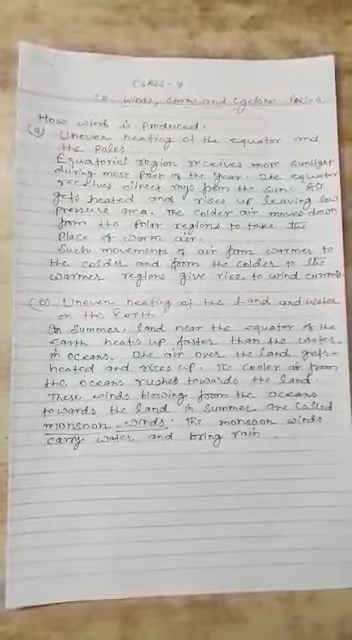 CLASS-7
Ch. Winds, Storms and Cyclones Part-2
How wind is produced.
(a) Uneven heating of the equator and
the poles
Equatorial region receives more sunlight
during most part of the year. The equator
receives direct rays from the sun. Air
gets heated and rises up leaving low
pressure area. The colder air moves down
from the polar regions to take the
place of warm air.
Such movements of air from warmer to
the colder and from the colder to the
warmer regions give rise to wind currents.
(b) Uneven heating of the land and water
on the Earth
In Summer, land near the equator of the
earth heats up faster than the water
in oceans. The air over the land gets
heated and rises up. The cooler air from
the oceans rushes towards the land.
These winds blowing from the oceans
towards the land in summer are called
monsoon winds. The monsoon winds
carry water and bring rain.